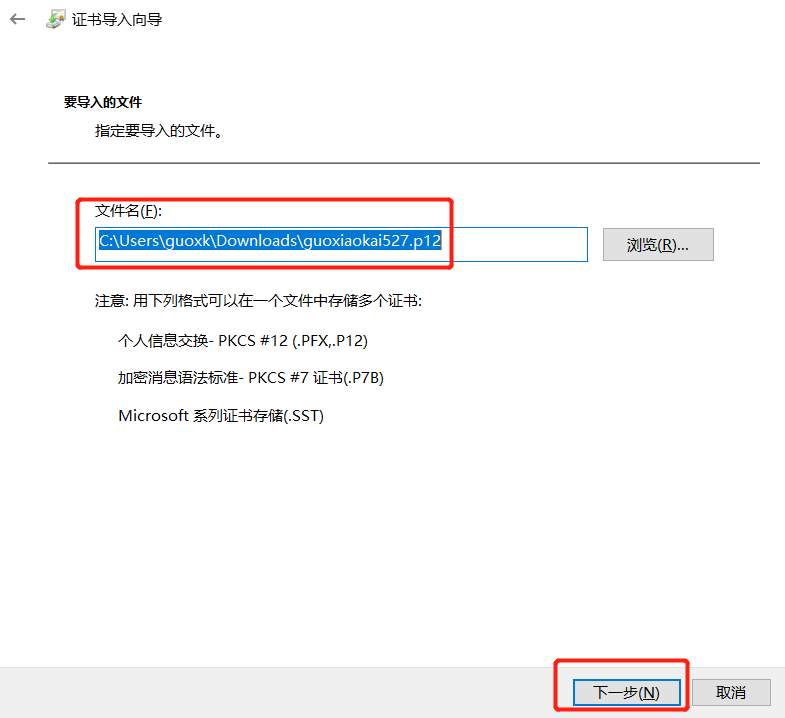 证书导入向导
要导入的文件
指定要导入的文件。
文件名(F):
C:\Users\guoxk\Downloads\guoxiaokai527.p12
浏览(R)...
注意: 用下列格式可以在一个文件中存储多个证书:
个人信息交换- PKCS #12 (.PFX,.P12)
加密消息语法标准- PKCS #7 证书(.P7B)
Microsoft 系列证书存储(.SST)
下一步(N)
取消